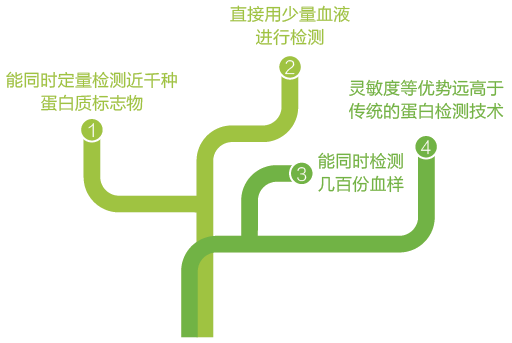 直接用少量血液
进行检测
2
能同时定量检测近千种
蛋白质标志物
1
灵敏度等优势远高于
传统的蛋白检测技术
4
能同时检测
几百份血样
3